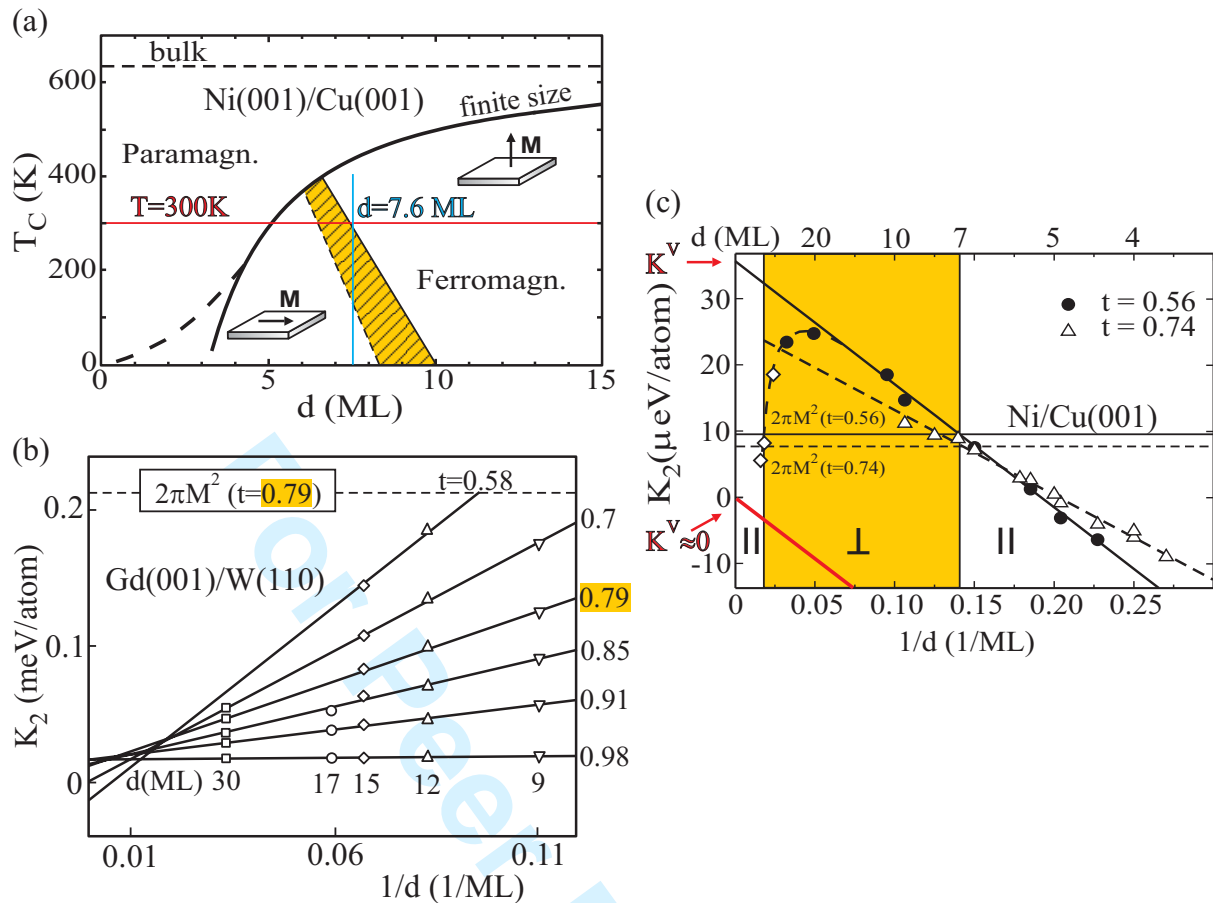 (a)
bulk
600
Ni(001)/Cu(001)
finite size
M
Paramagn.
400
T=300K
d=7.6 ML
T_C (K)
200
M
Ferromagn.
0
0
5
10
15
d (ML)
(b)
2πM² (t=0.79)
t=0.58
0.2
0.7
Gd(001)/W(110)
0.79
0.1
0.85
0.91
K₂ (meV/atom)
0
0.98
d(ML) 30 17 15 12 9
0.01 0.06 0.11
1/d (1/ML)
(c)
d (ML) 20 10 7 5 4
K^v
30
t = 0.56
t = 0.74
20
2πM² (t=0.56)
Ni/Cu(001)
10
2πM² (t=0.74)
K₂(μeV/atom)
0
K^v≈0
|| ⊥ ||
-10
0 0.05 0.10 0.15 0.20 0.25
1/d (1/ML)
For Peer